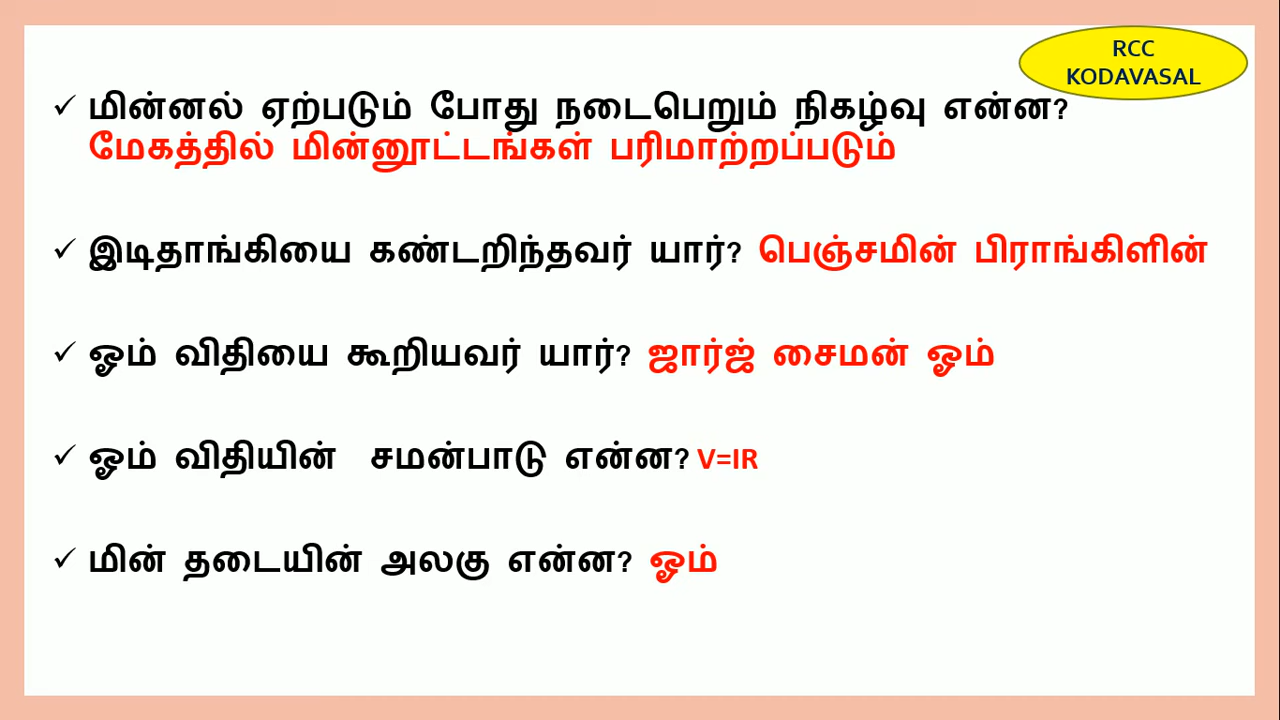 RCC
KODAVASAL
✓ மின்னல் ஏற்படும் போது நடைபெறும் நிகழ்வு என்ன?
மேகத்தில் மின்னூட்டங்கள் பரிமாற்றப்படும்
✓ இடிதாங்கியை கண்டறிந்தவர் யார்? பெஞ்சமின் பிராங்கிளின்
✓ ஓம் விதியை கூறியவர் யார்? ஜார்ஜ் சைமன் ஓம்
✓ ஓம் விதியின் சமன்பாடு என்ன? V=IR
✓ மின் தடையின் அலகு என்ன? ஓம்